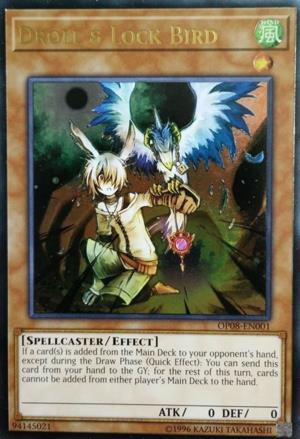 DROLL & LOCK BIRD
風
OP08-EN001
[SPELLCASTER/EFFECT]
If a card(s) is added from the Main Deck to your opponent's hand,
except during the Draw Phase (Quick Effect): You can send
this card from your hand to the GY; for the rest of this turn, cards
cannot be added from either player's Main Deck to the hand.
ATK/ 0 DEF/ 0
94145021
©1996 KAZUKI TAKAHASHI